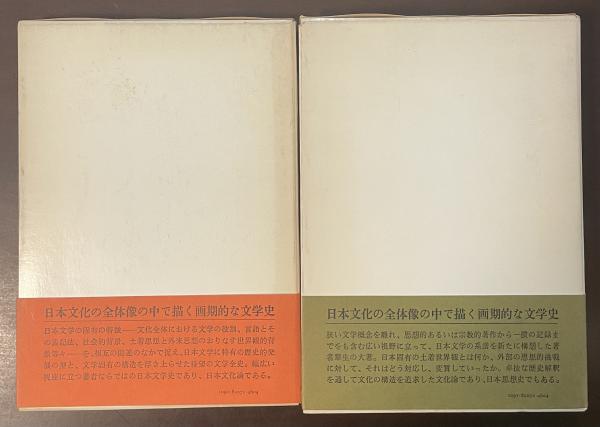 日本文化の全体像の中で描く画期的な文学史
日本文学の固有の特徴——文化全体における文学の役割、言語とそ
の表記法、社会的背景、土着思想と外来思想のおりなす世界観的背
景等々——を、相互の関連のなかで捉え、日本文学に特有の歴史的発
展の型と、文学固有の構造を浮き上らせた待望の文学全史。幅広い
視座に立つ著者ならではの日本文学史であり、日本文化論である。
日本文化の全体像の中で描く画期的な文学史
狭い文学概念を離れ、思想的あるいは宗教的著作から一揆の記録ま
でをも含む広い視野に立って、日本文学の系譜を新たに構想した著
者畢生の大著。日本固有の土着世界観とは何か、外部の思想的挑戦
に対して、それはどう対応し、変質していったか。卓抜な歴史解釈
を通して文化の構造を追求した文化論であり、日本思想史でもある。